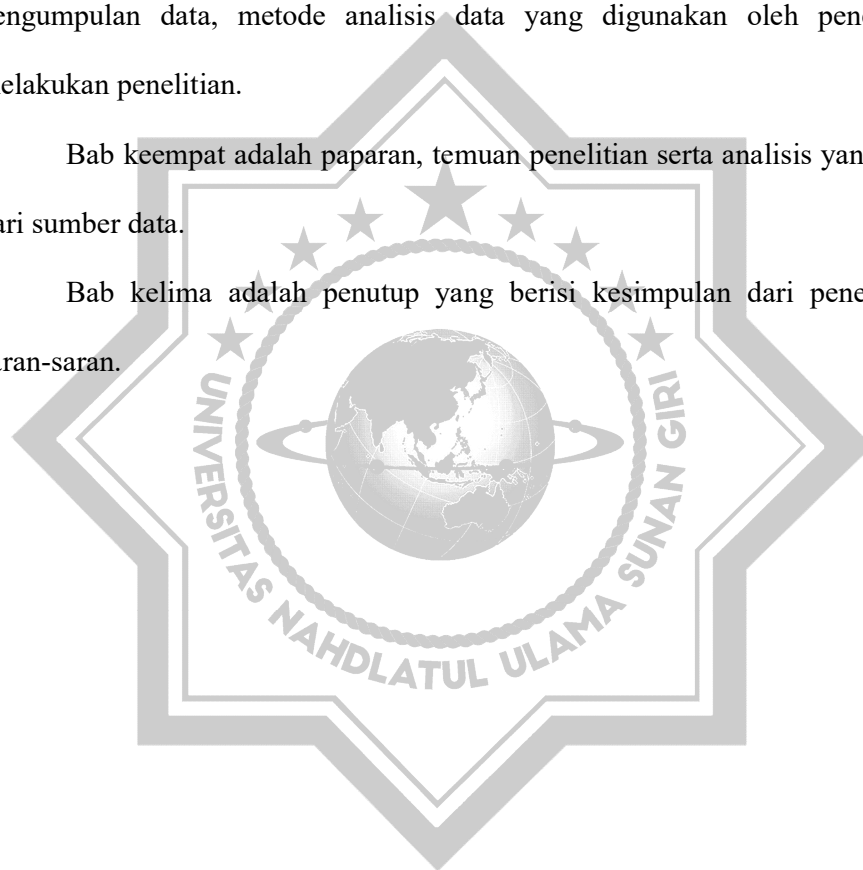 engumpulan data, metode analisis data yang digunakan oleh pene
elakukan penelitian.
Bab keempat adalah paparan, temuan penelitian serta analisis yan
ari sumber data.
Bab kelima adalah penutup yang berisi kesimpulan dari pene
aran-saran.
UNIVERSITAS NAHDLATUL ULAMA SUNAN GIRI